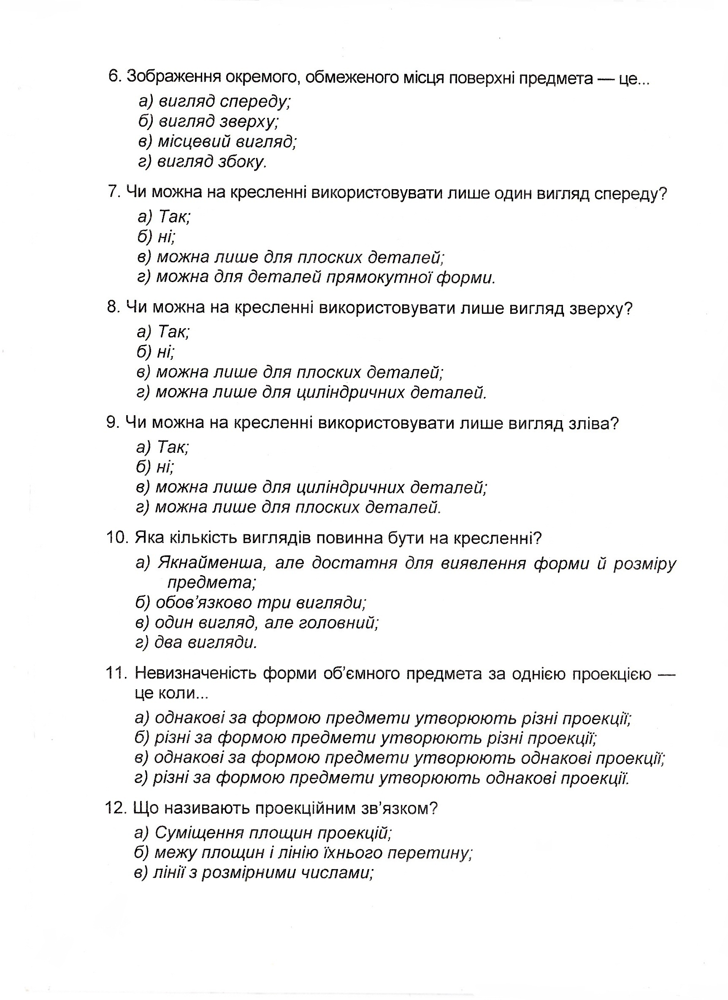 6. Зображення окремого, обмеженого місця поверхні предмета — це...
а) вигляд спереду;
б) вигляд зверху;
в) місцевий вигляд;
г) вигляд збоку.
7. Чи можна на кресленні використовувати лише один вигляд спереду?
а) Так;
б) ні;
в) можна лише для плоских деталей;
г) можна для деталей прямокутної форми.
8. Чи можна на кресленні використовувати лише вигляд зверху?
а) Так;
б) ні;
в) можна лише для плоских деталей;
г) можна лише для циліндричних деталей.
9. Чи можна на кресленні використовувати лише вигляд зліва?
а) Так;
б) ні;
в) можна лише для циліндричних деталей;
г) можна лише для плоских деталей.
10. Яка кількість виглядів повинна бути на кресленні?
а) Якнайменша, але достатня для виявлення форми й розміру
предмета;
б) обов’язково три вигляди;
в) один вигляд, але головний;
г) два вигляди.
11. Невизначеність форми об’ємного предмета за однією проекцією —
це коли...
а) однакові за формою предмети утворюють різні проекції;
б) різні за формою предмети утворюють різні проекції;
в) однакові за формою предмети утворюють однакові проекції;
г) різні за формою предмети утворюють однакові проекції.
12. Що називають проекційним зв’язком?
а) Суміщення площин проекцій;
б) межу площин і лінію їхнього перетину;
в) лінії з розмірними числами;